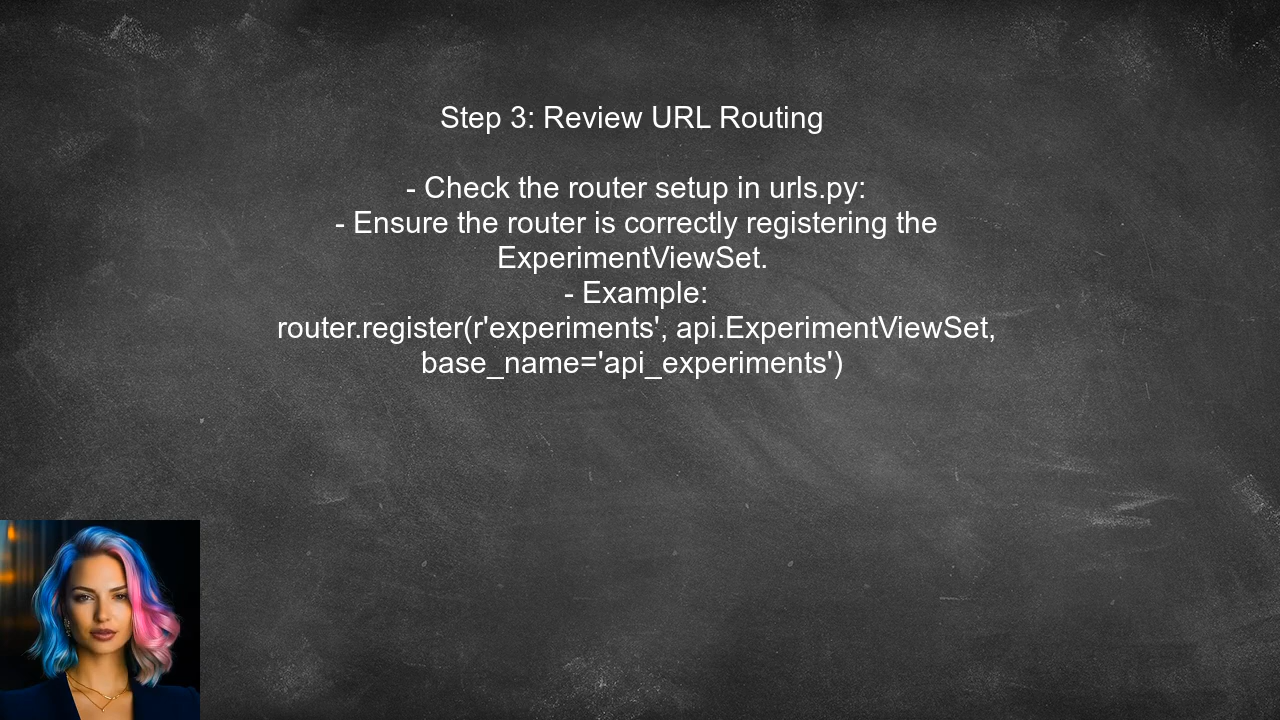 Step 3: Review URL Routing
- Check the router setup in urls.py:
- Ensure the router is correctly registering the
ExperimentViewSet.
- Example:
router.register(r'experiments', api.ExperimentViewSet,
base_name='api_experiments')